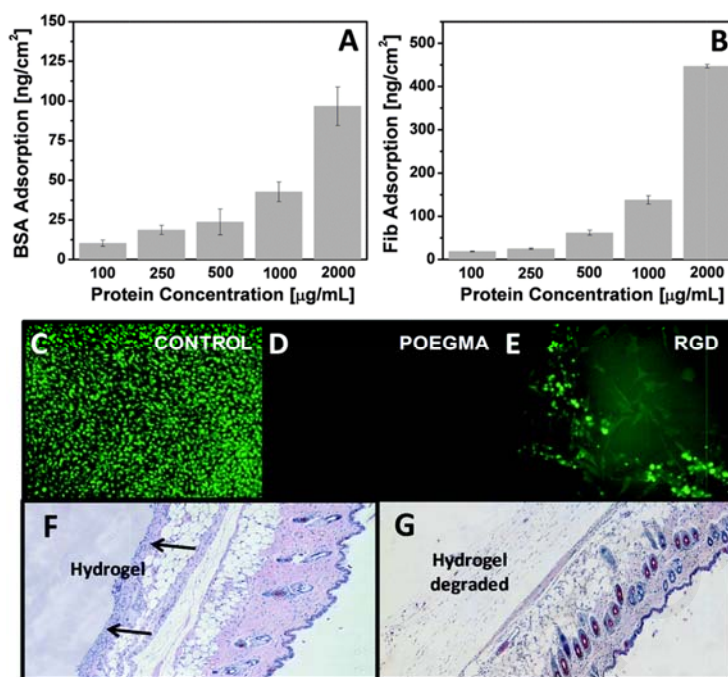 A
BSA Adsorption [ng/cm²]
150
125
100
75
50
25
0
100 250 500 1000 2000
Protein Concentration [µg/mL]
B
Fib Adsorption [ng/cm²]
500
400
300
200
100
0
100 250 500 1000 2000
Protein Concentration [µg/mL]
C CONTROL
D POEGMA
E RGD
F
Hydrogel
G
Hydrogel
degraded